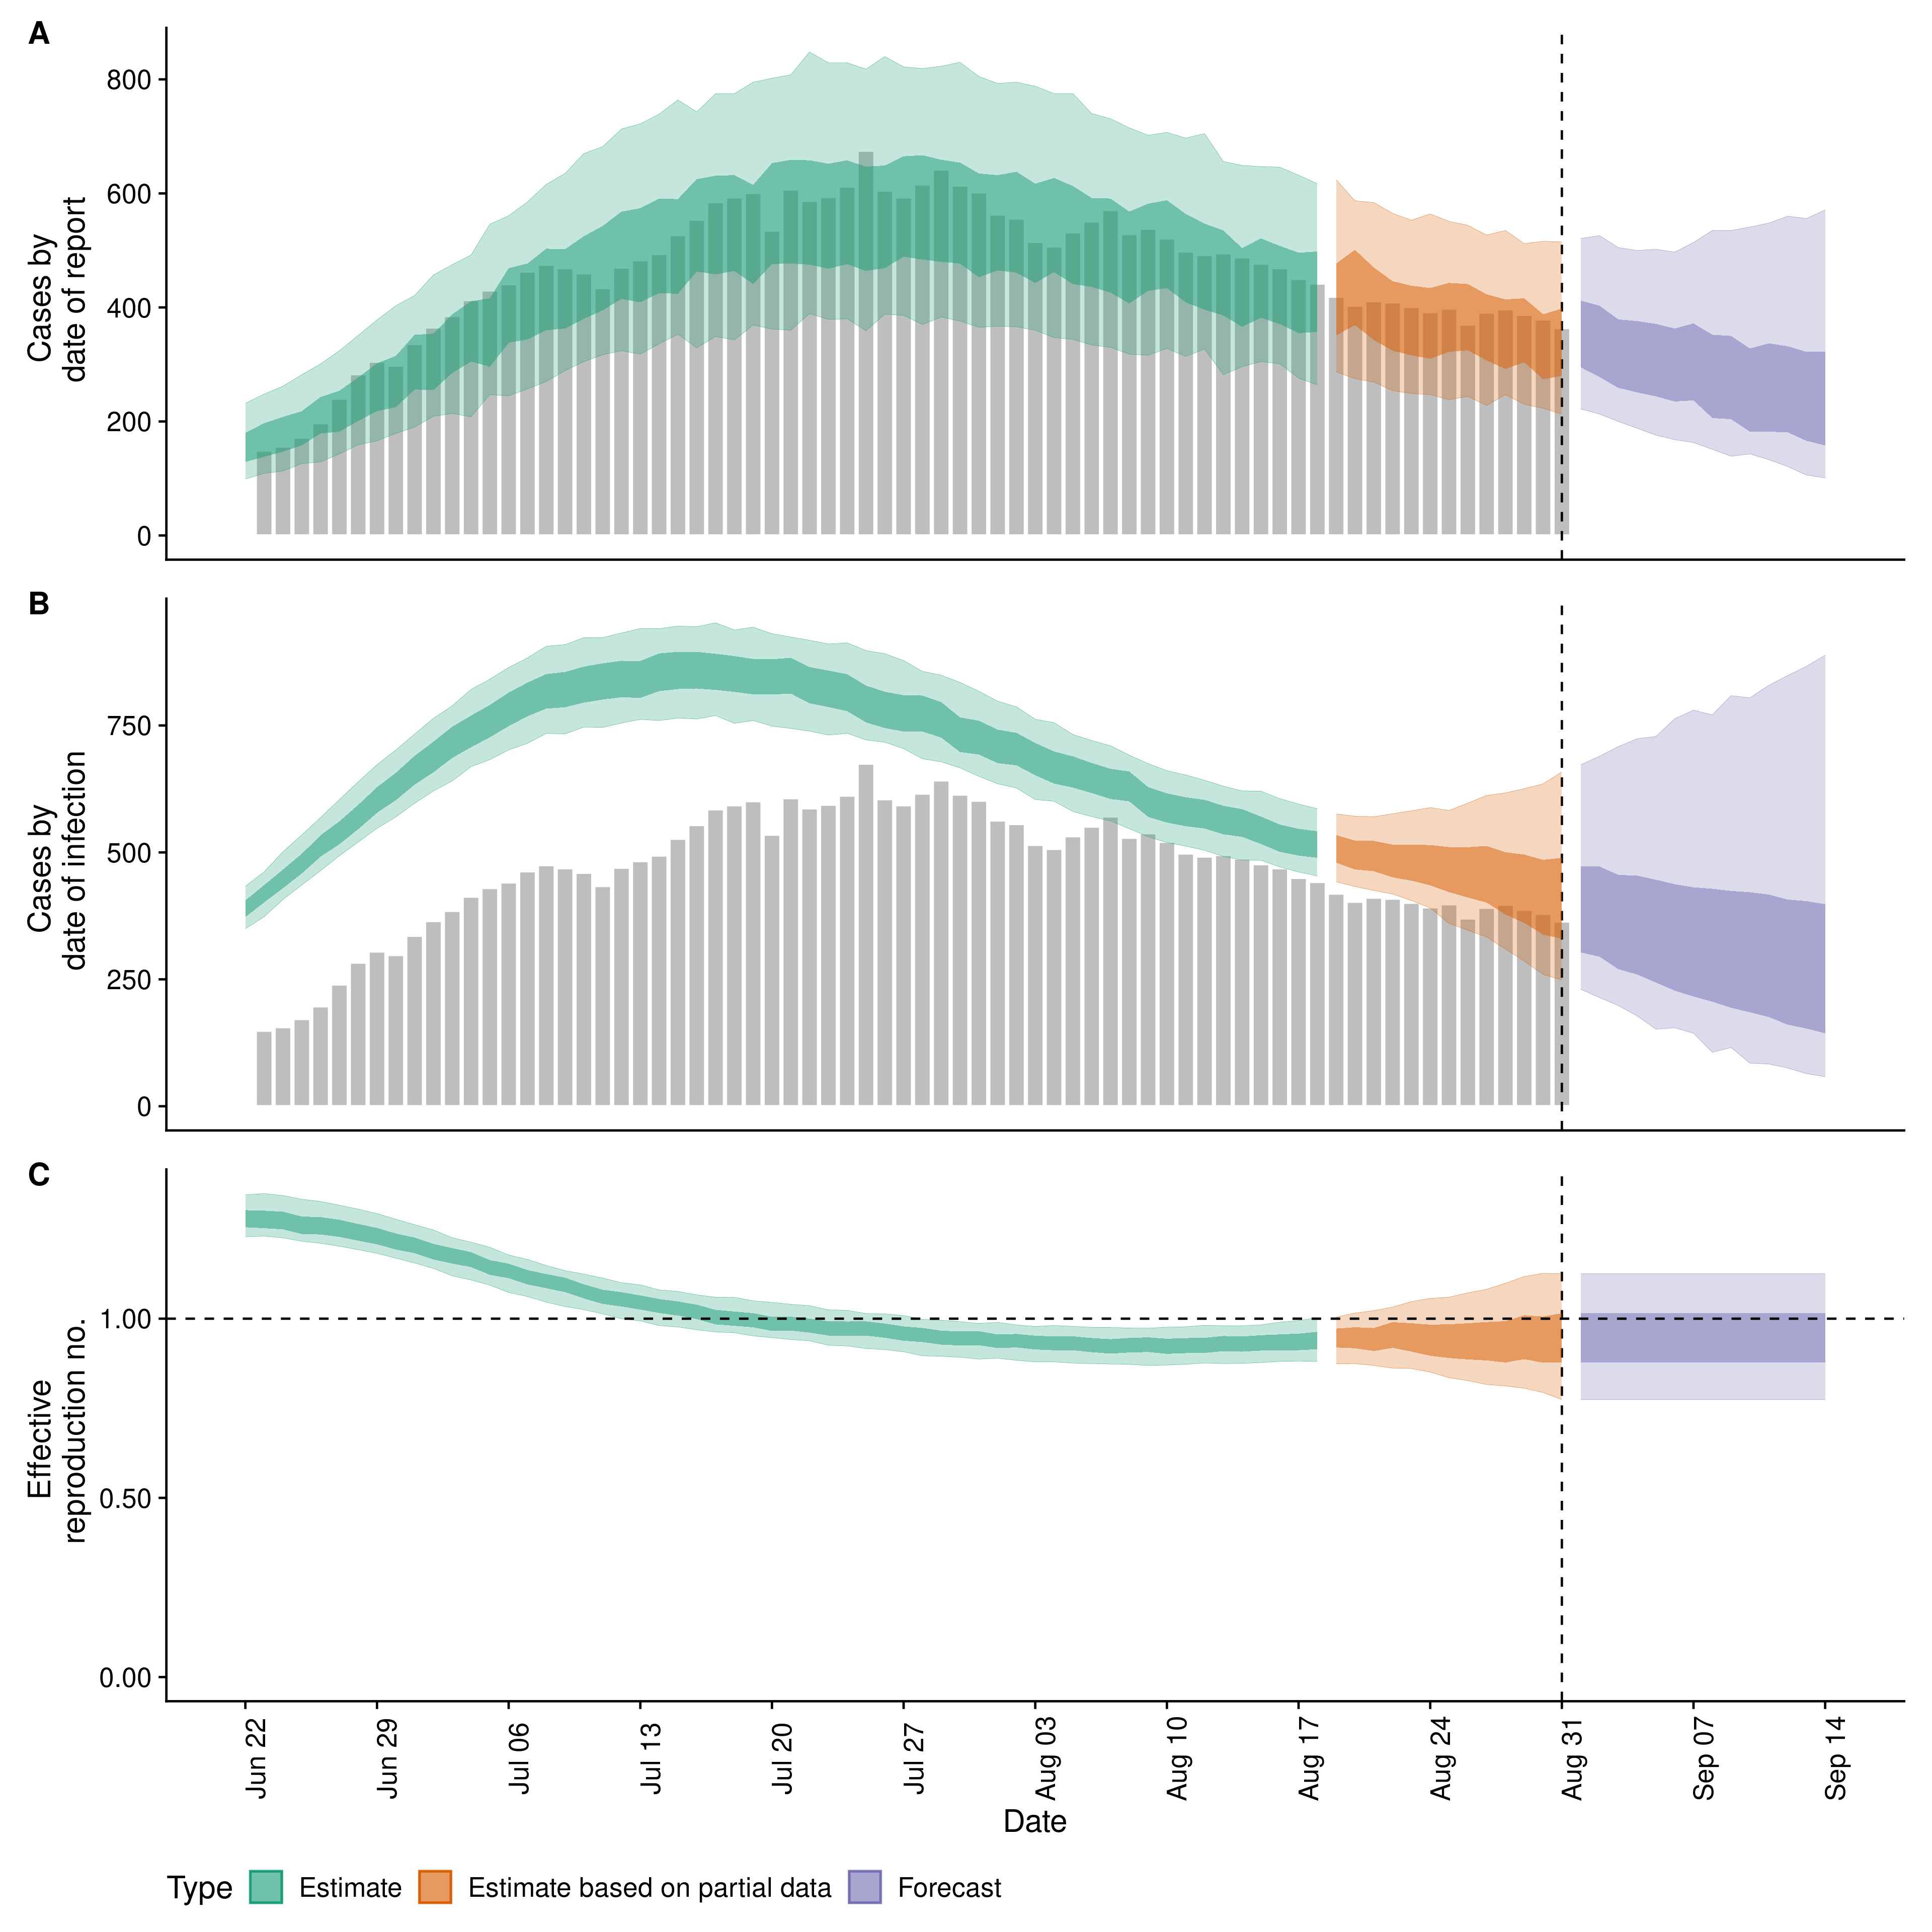 A
800
600
400
200
0
Cases by
date of report
B
750
500
250
0
Cases by
date of infection
C
1.00
0.50
0.00
Effective
reproduction no.
Jun 22
Jun 29
Jul 06
Jul 13
Jul 20
Jul 27
Aug 03
Aug 10
Aug 17
Aug 24
Aug 31
Sep 07
Sep 14
Date
Type Estimate Estimate based on partial data Forecast